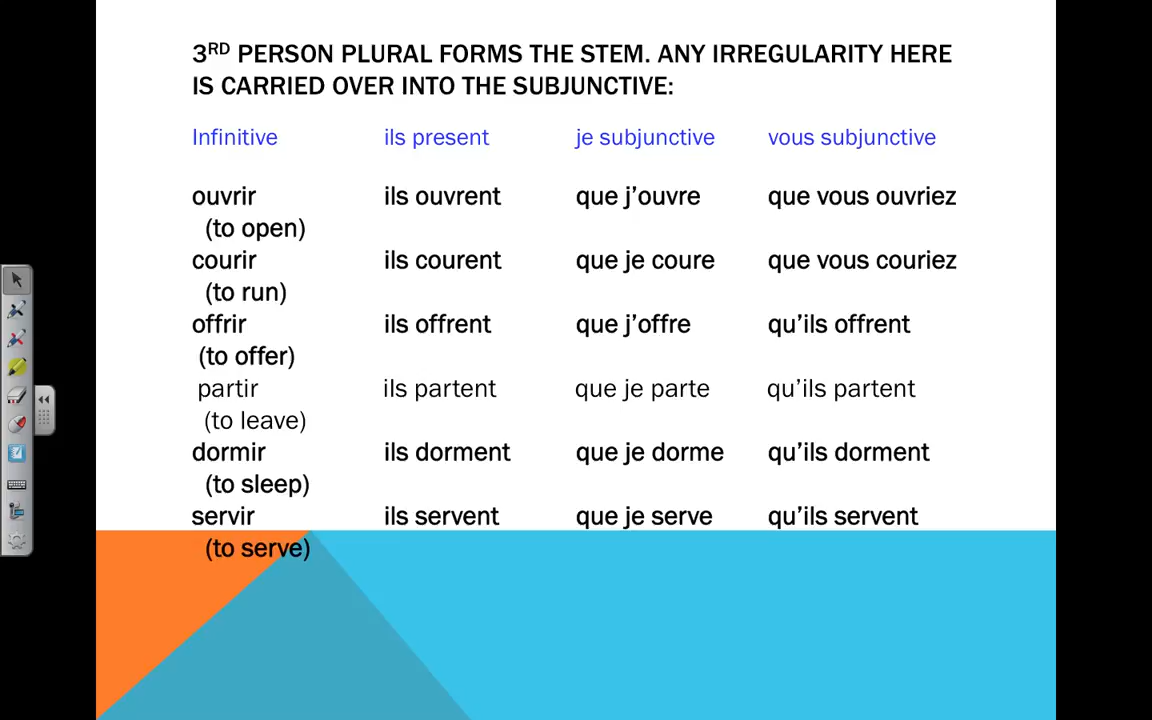 3RD PERSON PLURAL FORMS THE STEM. ANY IRREGULARITY HERE
IS CARRIED OVER INTO THE SUBJUNCTIVE:
Infinitive ils present je subjunctive vous subjunctive
ouvrir ils ouvrent que j’ouvre que vous ouvriez
(to open)
courir ils courent que je coure que vous couriez
(to run)
offrir ils offrent que j’offre qu’ils offrent
(to offer)
partir ils partent que je parte qu’ils partent
(to leave)
dormir ils dorment que je dorme qu’ils dorment
(to sleep)
servir ils servent que je serve qu’ils servent
(to serve)